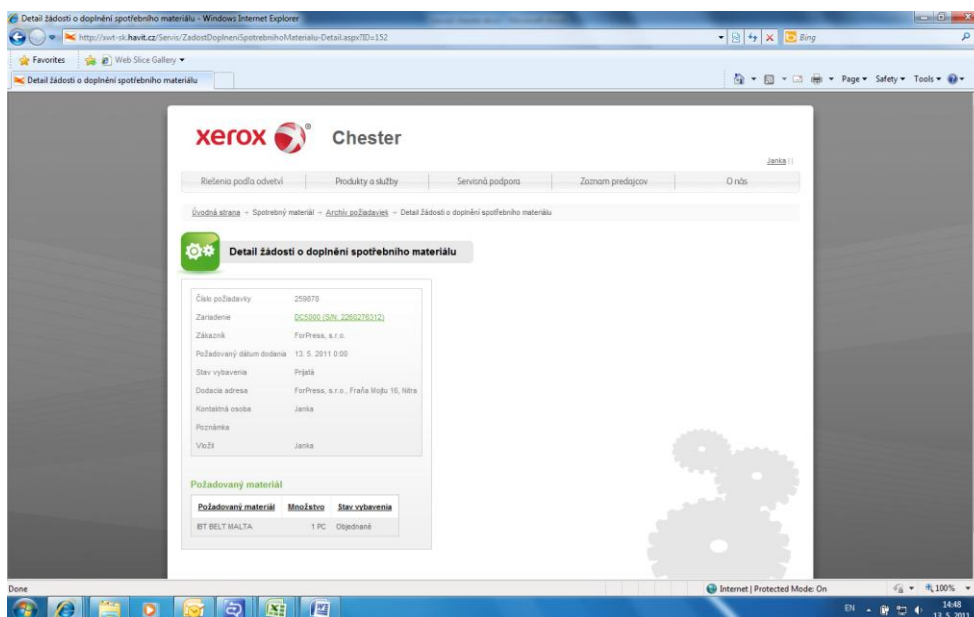 Detail žádosti o doplnění spotřebního materiálu - Windows Internet Explorer
http://swt-sk.havit.cz/Servis/ZadostDoplneniSpotrebnihoMaterialu-Detail.aspx?ID=152
Bing
Favorites
Web Slice Gallery
Detail žádosti o doplnění spotřebního materiálu
Page
Safety
Tools
xerox
Chester
Janka
Riešenia podľa odvetví
Produkty a služby
Servisná podpora
Zoznam predajcov
O nás
Úvodná strana → Spotrebný materiál → Archív požiadaviek → Detail žádosti o doplnění spotřebního materiálu
Detail žádosti o doplnění spotřebního materiálu
Číslo požiadavky 259678
Zariadenie DC5000 (S/N: 2260276312)
Zákazník ForPress, s.r.o.
Požadovaný dátum dodania 13. 5. 2011 0:00
Stav vybavenia Prijatá
Dodacia adresa ForPress, s.r.o., Fraňa Mojtu 16, Nitra
Kontaktná osoba Janka
Poznámka
Vložil Janka
Požadovaný materiál
Požadovaný materiál Množstvo Stav vybavenia
IBT BELT MALTA 1 PC Objednané
Done
Internet | Protected Mode: On
100%
EN
14:48
13. 5. 2011